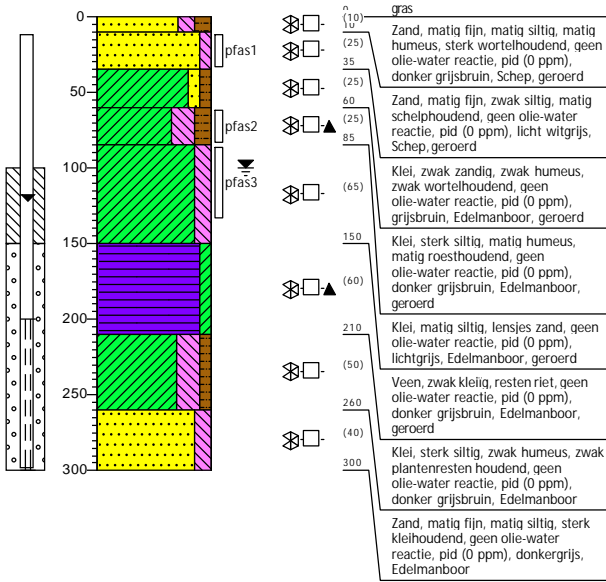 0
50
100
150
200
250
300
pfas1
pfas2
pfas3
0
(10)
10
(25)
35
(25)
60
(25)
85
(65)
150
(60)
210
(50)
260
(40)
300
gras
Zand, matig fijn, matig siltig, matig
humeus, sterk wortelhoudend, geen
olie-water reactie, pid (0 ppm),
donker grijsbruin, Schep, geroerd
Zand, matig fijn, zwak siltig, matig
schelphoudend, geen olie-water
reactie, pid (0 ppm), licht witgrijs,
Schep, geroerd
Klei, zwak zandig, zwak humeus,
zwak wortelhoudend, geen
olie-water reactie, pid (0 ppm),
grijsbruin, Edelmanboor, geroerd
Klei, sterk siltig, matig humeus,
matig roesthoudend, geen
olie-water reactie, pid (0 ppm),
donker grijsbruin, Edelmanboor,
geroerd
Klei, matig siltig, lensjes zand, geen
olie-water reactie, pid (0 ppm),
lichtgrijs, Edelmanboor, geroerd
Veen, zwak kleiïg, resten riet, geen
olie-water reactie, pid (0 ppm),
donker grijsbruin, Edelmanboor,
geroerd
Klei, sterk siltig, zwak humeus, zwak
plantenresten houdend, geen
olie-water reactie, pid (0 ppm),
donker grijsbruin, Edelmanboor
Zand, matig fijn, matig siltig, sterk
kleihoudend, geen olie-water
reactie, pid (0 ppm), donkergrijs,
Edelmanboor